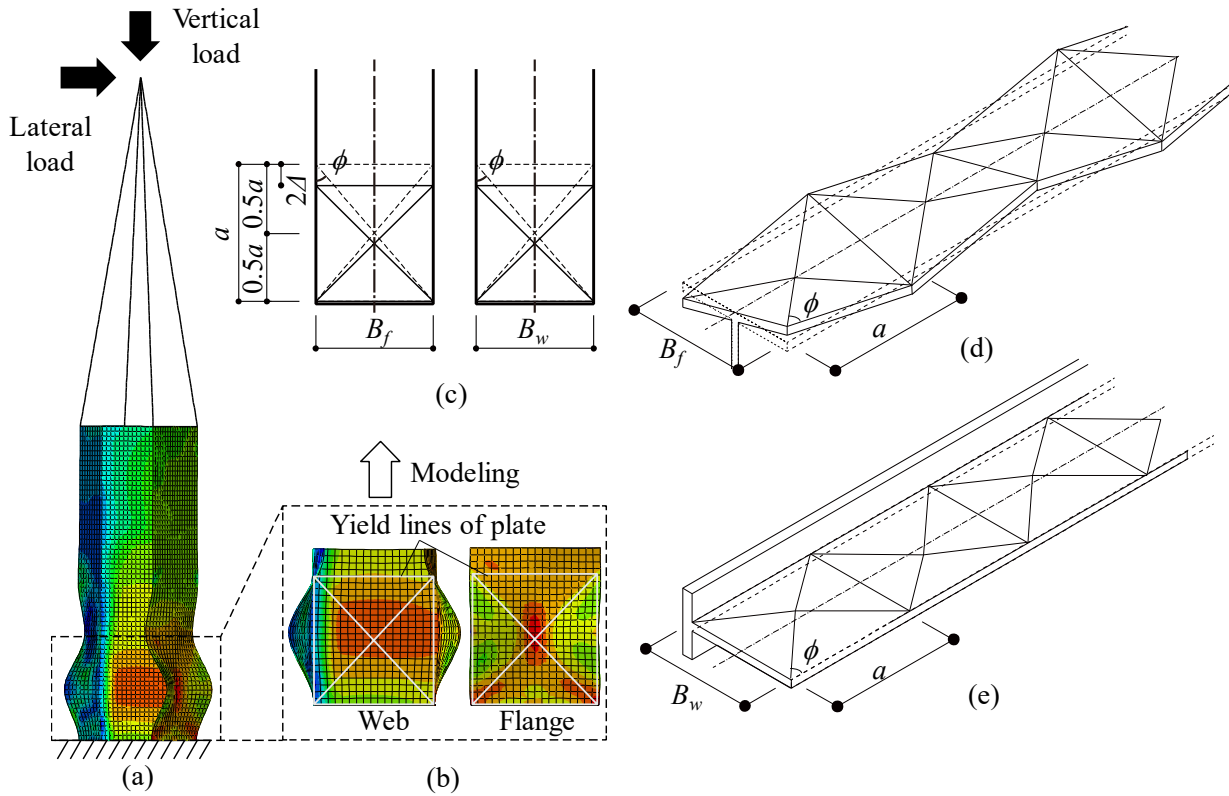 Vertical
load
Lateral
load
(a)
Modeling
Yield lines of plate
Web
Flange
(b)
ϕ
ϕ
2Δ
0.5a
0.5a
a
B_f
B_w
(c)
ϕ
B_f
a
(d)
ϕ
B_w
a
(e)